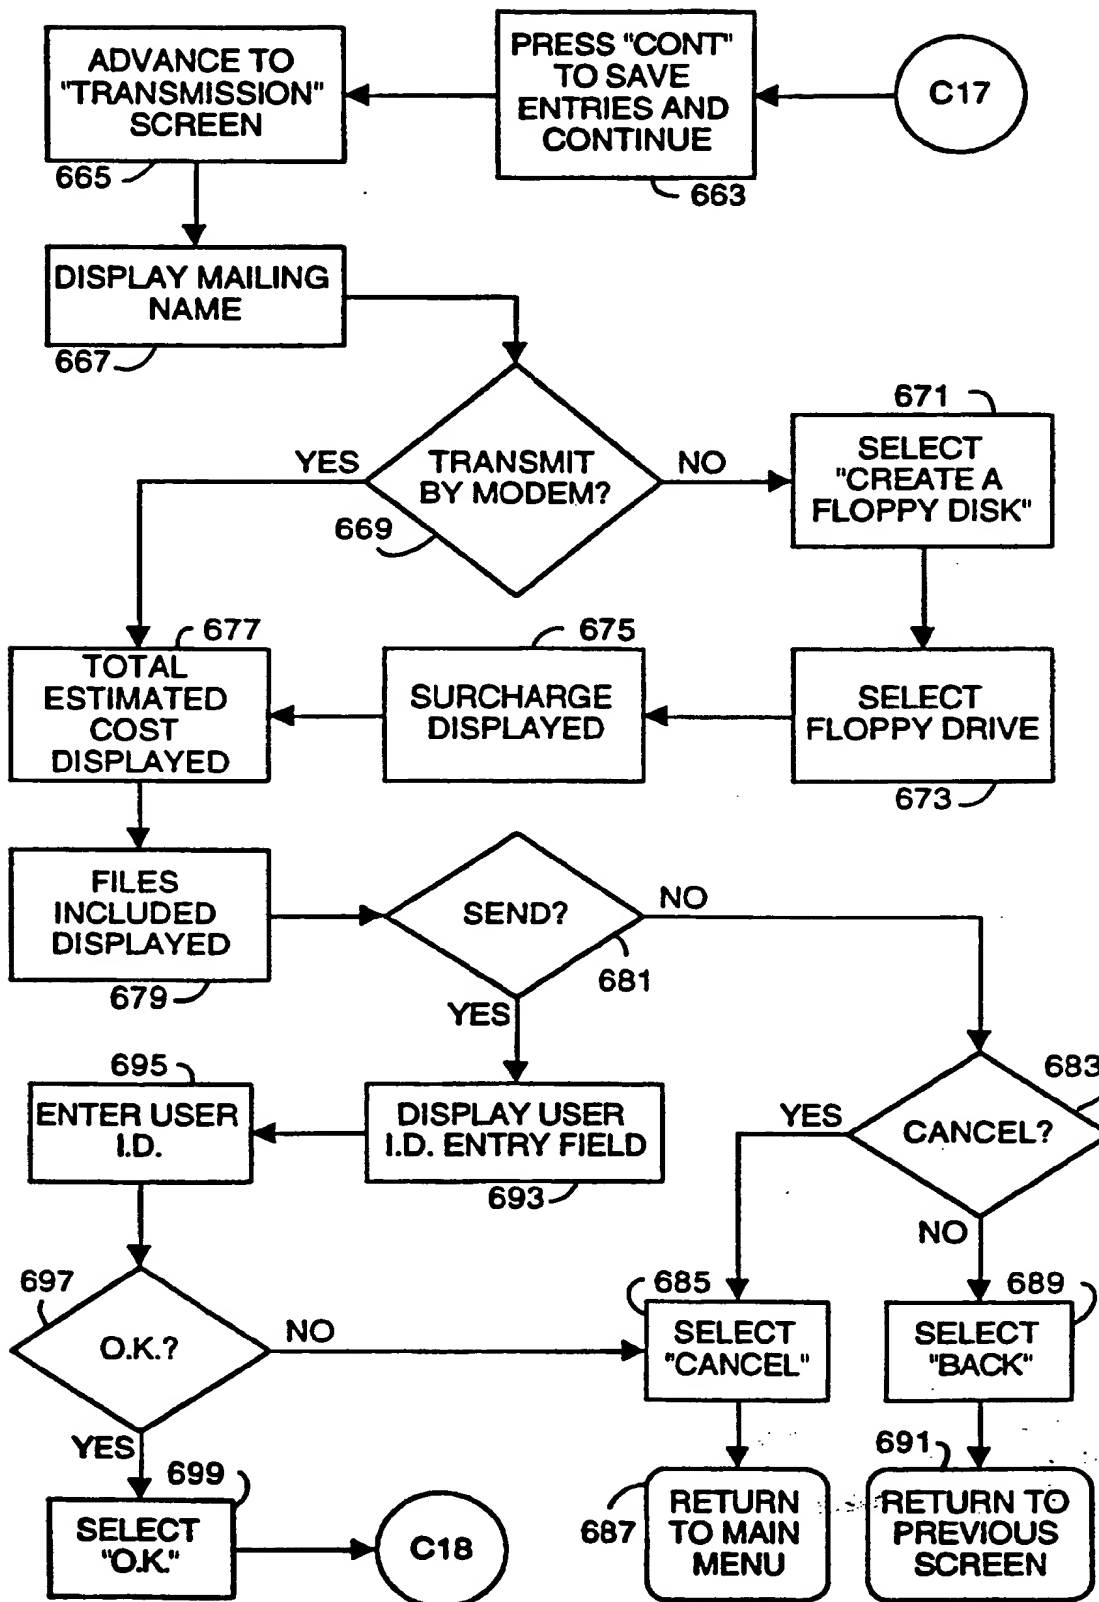 ADVANCE TO
"TRANSMISSION"
SCREEN
665
PRESS "CONT"
TO SAVE
ENTRIES AND
CONTINUE
663
C17
DISPLAY MAILING
NAME
667
TRANSMIT
BY MODEM?
669
YES
NO
671
SELECT
"CREATE A
FLOPPY DISK"
677
TOTAL
ESTIMATED
COST
DISPLAYED
675
SURCHARGE
DISPLAYED
SELECT
FLOPPY DRIVE
673
FILES
INCLUDED
DISPLAYED
679
SEND?
681
NO
YES
695
ENTER USER
I.D.
DISPLAY USER
I.D. ENTRY FIELD
693
683
CANCEL?
YES
NO
697
O.K.?
NO
YES
685
SELECT
"CANCEL"
689
SELECT
"BACK"
699
SELECT
"O.K."
C18
687
RETURN
TO MAIN
MENU
691
RETURN TO
PREVIOUS
SCREEN